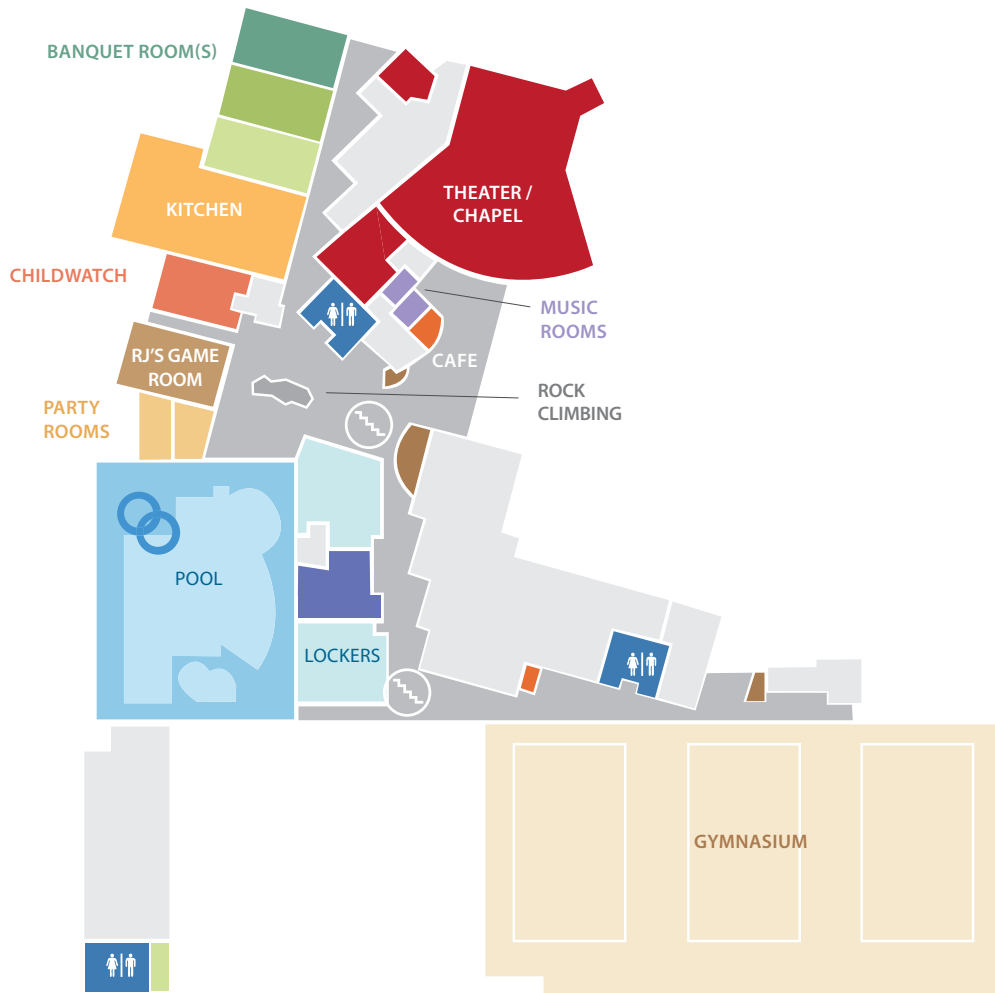 BANQUET ROOM(S)
THEATER /
CHAPEL
KITCHEN
CHILDWATCH
MUSIC
ROOMS
RJ'S GAME
ROOM
CAFE
ROCK
CLIMBING
PARTY
ROOMS
POOL
LOCKERS
GYMNASIUM